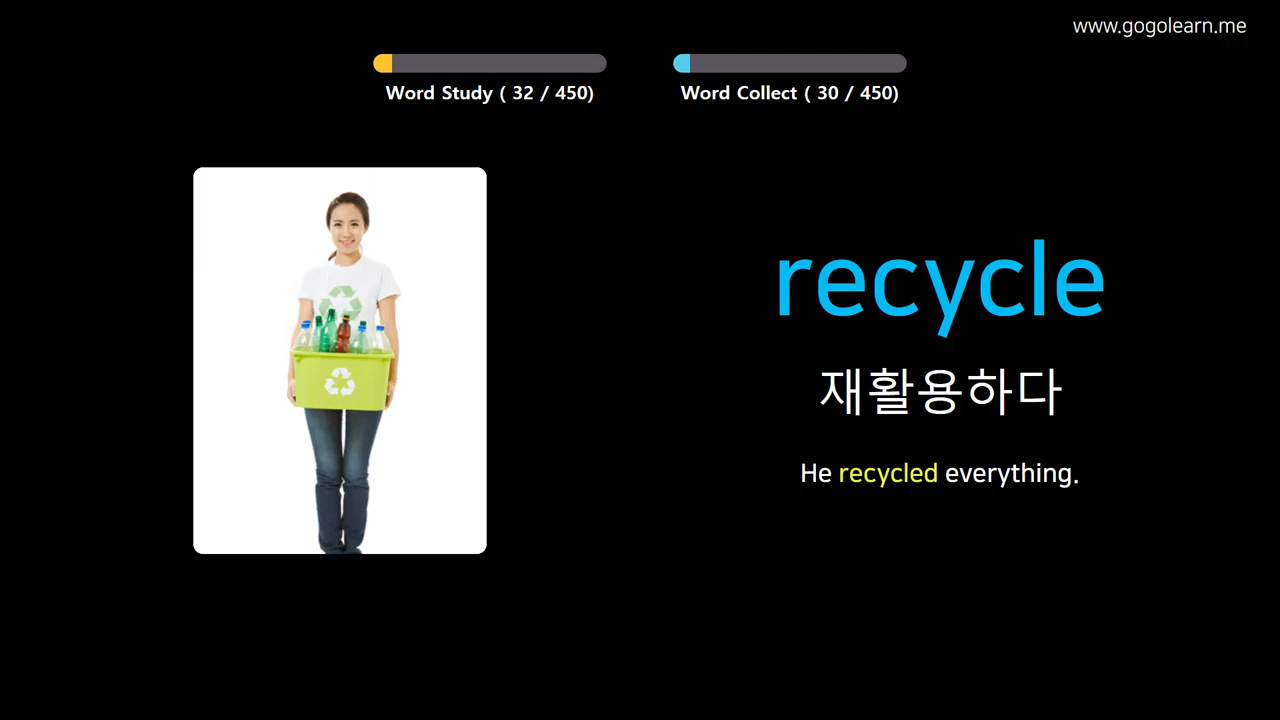 www.gogolearn.me
Word Study ( 32 / 450)
Word Collect ( 30 / 450)
recycle
재활용하다
He recycled everything.